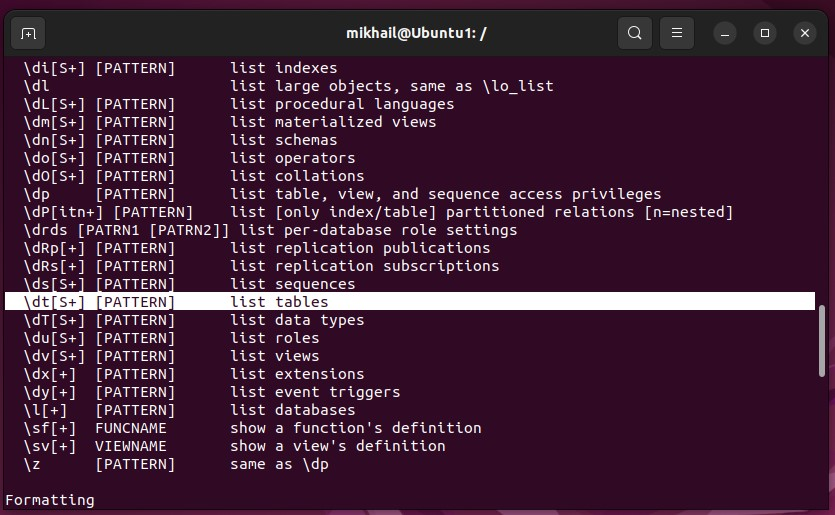 mikhail@Ubuntu1: /
\di[S+] [PATTERN]      list indexes
\dl                    list large objects, same as \lo_list
\dL[S+] [PATTERN]      list procedural languages
\dm[S+] [PATTERN]      list materialized views
\dn[S+] [PATTERN]      list schemas
\do[S+] [PATTERN]      list operators
\dO[S+] [PATTERN]      list collations
\dp     [PATTERN]      list table, view, and sequence access privileges
\dP[itn+] [PATTERN]    list [only index/table] partitioned relations [n=nested]
\drds [PATRN1 [PATRN2]] list per-database role settings
\dRp[+] [PATTERN]      list replication publications
\dRs[+] [PATTERN]      list replication subscriptions
\ds[S+] [PATTERN]      list sequences
\dt[S+] [PATTERN]      list tables
\dT[S+] [PATTERN]      list data types
\du[S+] [PATTERN]      list roles
\dv[S+] [PATTERN]      list views
\dx[+]  [PATTERN]      list extensions
\dy[+]  [PATTERN]      list event triggers
\l[+]   [PATTERN]      list databases
\sf[+]  FUNCNAME       show a function's definition
\sv[+]  VIEWNAME       show a view's definition
\z      [PATTERN]      same as \dp
Formatting